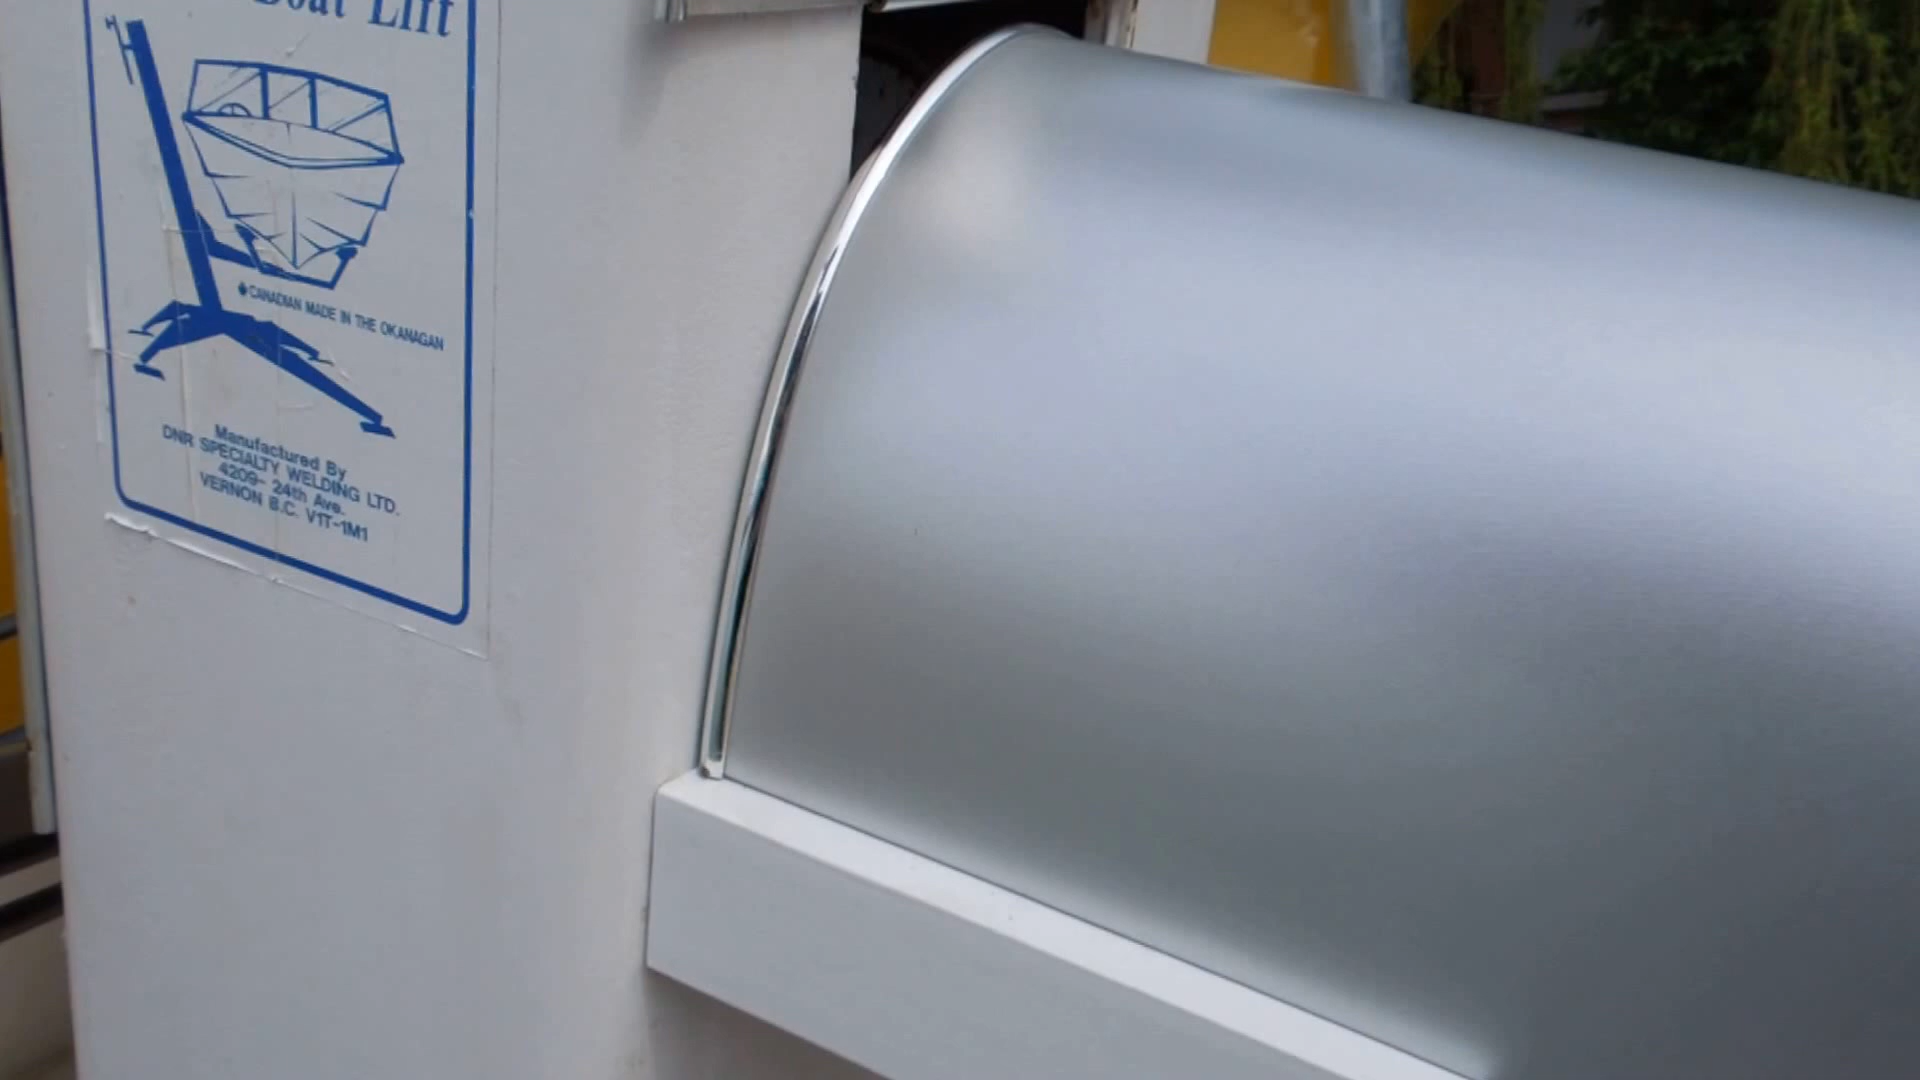 Boat Lift
CANADIAN MADE IN THE OKANAGAN
Manufactured By
DNR SPECIALTY WELDING LTD.
4209- 24th Ave.
VERNON B.C. V1T-1M1